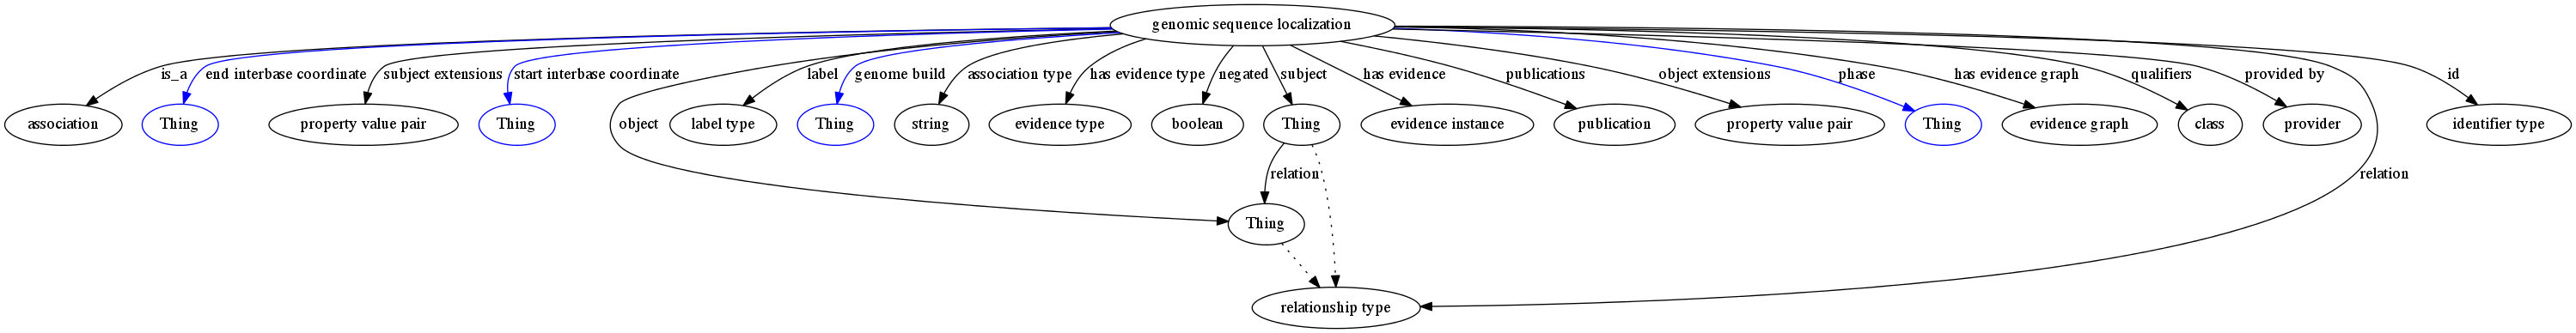 genomic sequence localization
is_a
end interbase coordinate
subject extensions
start interbase coordinate
label
genome build
association type
has evidence type
negated
subject
has evidence
publications
object extensions
phase
has evidence graph
qualifiers
provided by
id
association
Thing
property value pair
Thing
object
label type
Thing
string
evidence type
boolean
Thing
evidence instance
publication
property value pair
Thing
evidence graph
class
provider
identifier type
relation
relation
Thing
relationship type